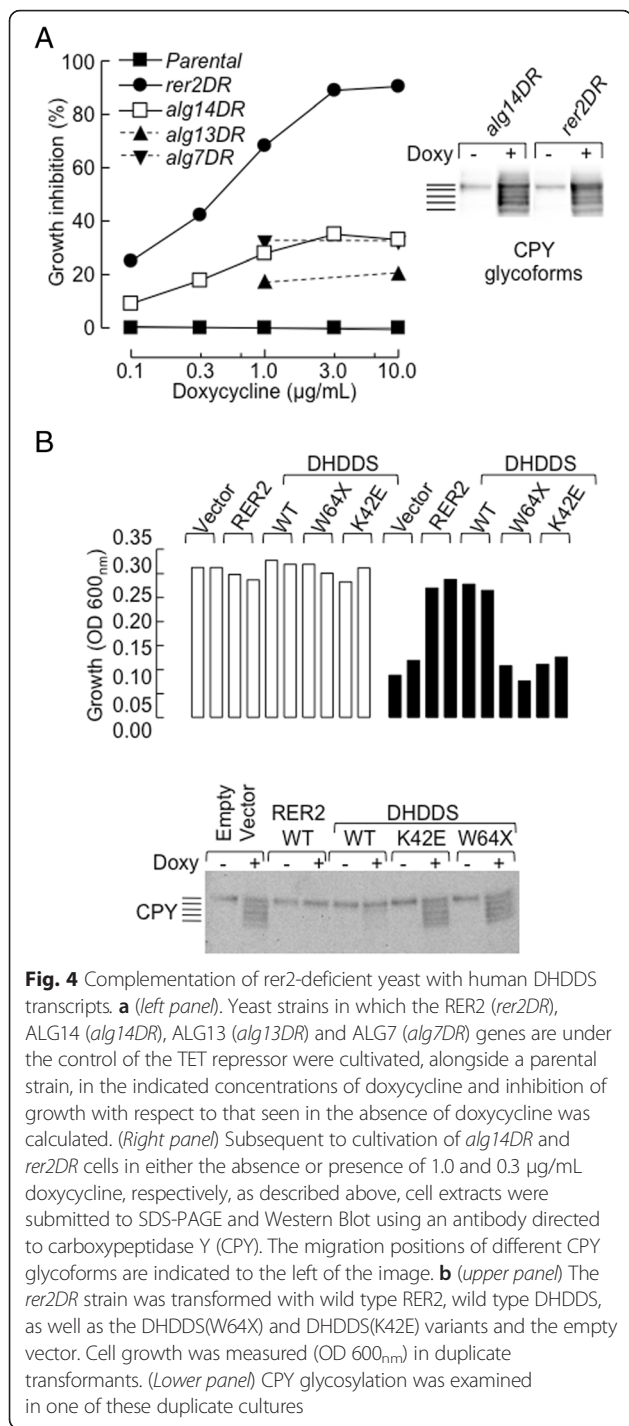 A
Parental
rer2DR
alg14DR
alg13DR
alg7DR
100
80
60
40
20
0
Growth inhibition (%)
0.1 0.3 1.0 3.0 10.0
Doxycycline (µg/mL)
alg14DR rer2DR
Doxy - + - +
CPY
glycoforms
B
DHDDS DHDDS
Vector RER2 WT W64X K42E Vector RER2 WT W64X K42E
0.35
0.30
0.25
0.20
0.15
0.10
0.05
0.00
Growth (OD 600nm)
Empty Vector RER2 WT DHDDS WT K42E W64X
Doxy - + - + - + - + - +
CPY
Fig. 4 Complementation of rer2-deficient yeast with human DHDDS
transcripts. a (left panel). Yeast strains in which the RER2 (rer2DR),
ALG14 (alg14DR), ALG13 (alg13DR) and ALG7 (alg7DR) genes are under
the control of the TET repressor were cultivated, alongside a parental
strain, in the indicated concentrations of doxycycline and inhibition of
growth with respect to that seen in the absence of doxycycline was
calculated. (Right panel) Subsequent to cultivation of alg14DR and
rer2DR cells in either the absence or presence of 1.0 and 0.3 µg/mL
doxycycline, respectively, as described above, cell extracts were
submitted to SDS-PAGE and Western Blot using an antibody directed
to carboxypeptidase Y (CPY). The migration positions of different CPY
glycoforms are indicated to the left of the image. b (upper panel) The
rer2DR strain was transformed with wild type RER2, wild type DHDDS,
as well as the DHDDS(W64X) and DHDDS(K42E) variants and the empty
vector. Cell growth was measured (OD 600nm) in duplicate
transformants. (Lower panel) CPY glycosylation was examined
in one of these duplicate cultures